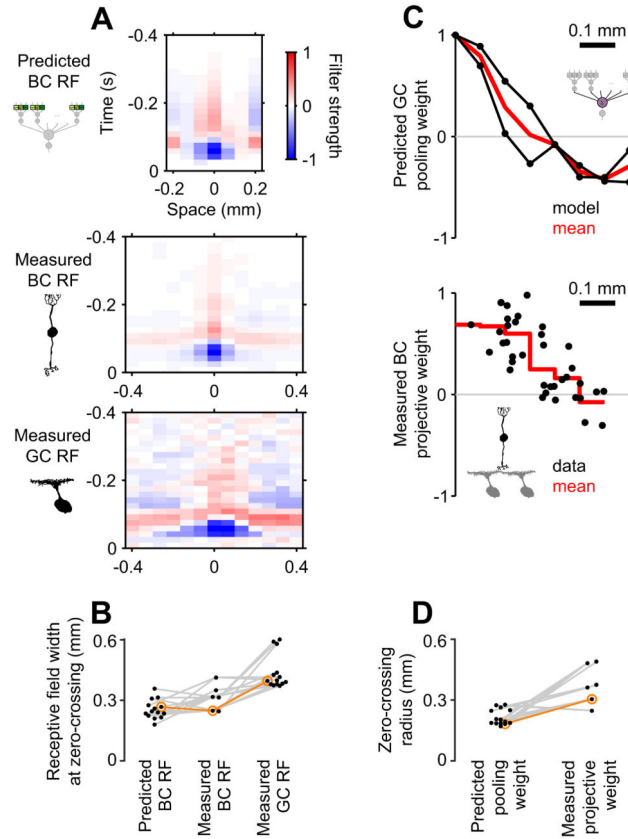 A
Predicted
BC RF
Time (s)
-0.4
-0.2
0
-0.2 0 0.2
Space (mm)
1
0
-1
Filter strength
Measured
BC RF
-0.4
-0.2
0
Measured
GC RF
-0.4
-0.2
0
-0.4 0 0.4
B
Receptive field width
at zero-crossing (mm)
0.6
0.3
0
Predicted
BC RF
Measured
BC RF
Measured
GC RF
C
Predicted GC
pooling weight
1
0
-1
0.1 mm
model
mean
Measured BC
projective weight
1
0
-1
0.1 mm
data
mean
D
Zero-crossing
radius (mm)
0.6
0.3
0
Predicted
pooling
weight
Measured
projective
weight